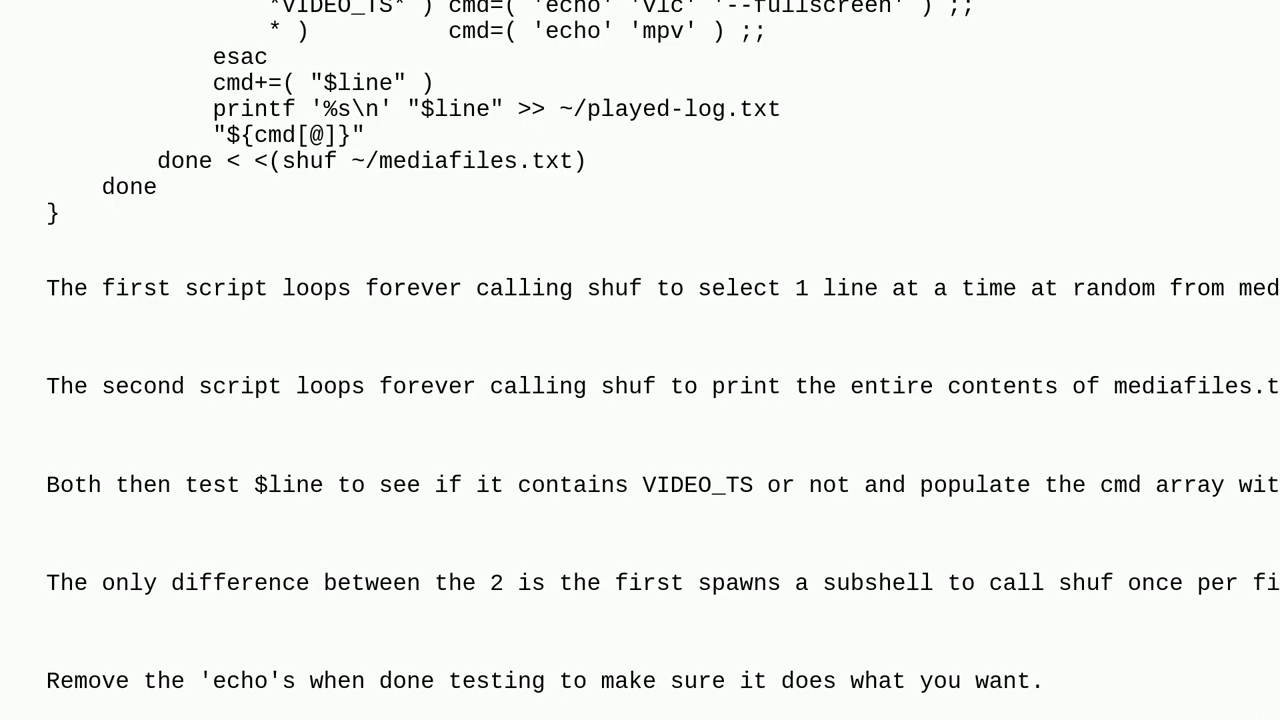 *VIDEO_TS* ) cmd=( 'echo' 'vlc' '--fullscreen' ) ;;
* )          cmd=( 'echo' 'mpv' ) ;;
esac
cmd+=( "$line" )
printf '%s\n' "$line" >> ~/played-log.txt
"${cmd[@]}"
done < <(shuf ~/mediafiles.txt)
done
}
The first script loops forever calling shuf to select 1 line at a time at random from med
The second script loops forever calling shuf to print the entire contents of mediafiles.t
Both then test $line to see if it contains VIDEO_TS or not and populate the cmd array wit
The only difference between the 2 is the first spawns a subshell to call shuf once per fi
Remove the 'echo's when done testing to make sure it does what you want.